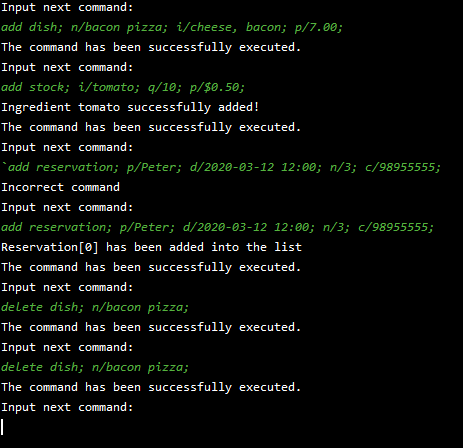 Input next command:
add dish; n/bacon pizza; i/cheese, bacon; p/7.00;
The command has been successfully executed.
Input next command:
add stock; i/tomato; q/10; p/$0.50;
Ingredient tomato successfully added!
The command has been successfully executed.
Input next command:
`add reservation; p/Peter; d/2020-03-12 12:00; n/3; c/98955555;
Incorrect command
Input next command:
add reservation; p/Peter; d/2020-03-12 12:00; n/3; c/98955555;
Reservation[0] has been added into the list
The command has been successfully executed.
Input next command:
delete dish; n/bacon pizza;
The command has been successfully executed.
Input next command:
delete dish; n/bacon pizza;
The command has been successfully executed.
Input next command: